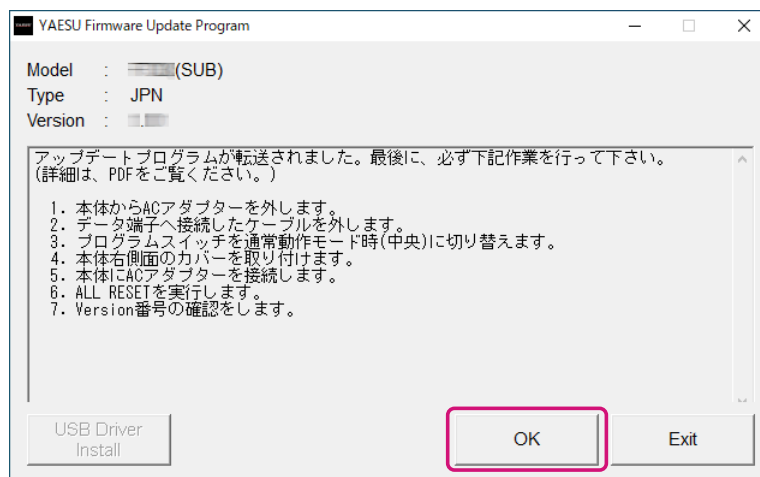 YAESU Firmware Update Program
Model : (SUB)
Type : JPN
Version :
アップデートプログラムが転送されました。最後に、必ず下記作業を行って下さい。
(詳細は、PDFをご覧ください。)
1. 本体からACアダプターを外します。
2. データ端子へ接続したケーブルを外します。
3. プログラムスイッチを通常動作モード時(中央)に切り替えます。
4. 本体右側面のカバーを取り付けます。
5. 本体にACアダプターを接続します。
6. ALL RESETを実行します。
7. Version番号の確認をします。
USB Driver
Install
OK
Exit